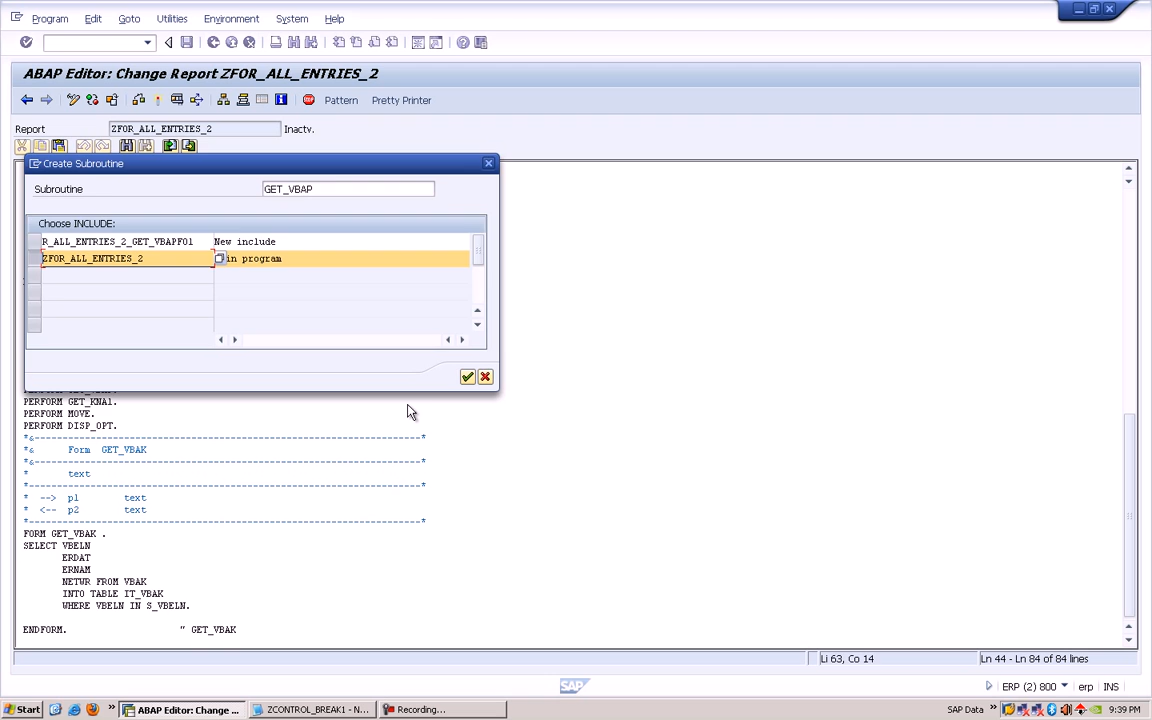 Program Edit Goto Utilities Environment System Help
ABAP Editor: Change Report ZFOR_ALL_ENTRIES_2
Pattern Pretty Printer
Report ZFOR_ALL_ENTRIES_2 Inactv.
Create Subroutine
Subroutine GET_VBAP
Choose INCLUDE:
R_ALL_ENTRIES_2_GET_VBAPF01 New include
ZFOR_ALL_ENTRIES_2 in program
PERFORM GET_KNA1.
PERFORM MOVE.
PERFORM DISP_OPT.
*&---------------------------------------------------------------------*
*& Form GET_VBAK
*&---------------------------------------------------------------------*
* text
*----------------------------------------------------------------------*
* --> p1 text
* <-- p2 text
*----------------------------------------------------------------------*
FORM GET_VBAK .
SELECT VBELN
ERDAT
ERNAM
NETWR FROM VBAK
INTO TABLE IT_VBAK
WHERE VBELN IN S_VBELN.
ENDFORM. " GET_VBAK
Li 63, Co 14 Ln 44 - Ln 84 of 84 lines
SAP ERP (2) 800 erp INS
Start ABAP Editor: Change ... ZCONTROL_BREAK1 - N... Recording... SAP Data 9:39 PM